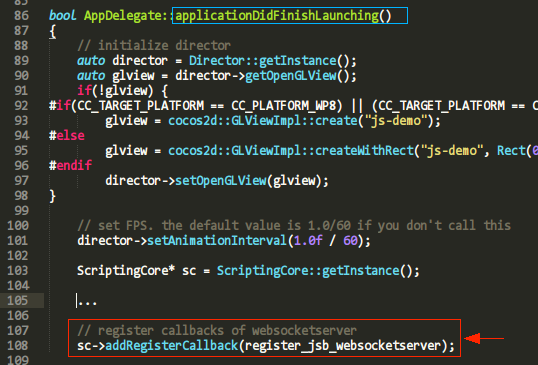 86 bool AppDelegate::applicationDidFinishLaunching()
87 {
88 // initialize director
89 auto director = Director::getInstance();
90 auto glview = director->getOpenGLView();
91 if(!glview) {
92 #if(CC_TARGET_PLATFORM == CC_PLATFORM_WP8) || (CC_TARGET_PLATFORM == C
93 glview = cocos2d::GLViewImpl::create("js-demo");
94 #else
95 glview = cocos2d::GLViewImpl::createWithRect("js-demo", Rect(0
96 #endif
97 director->setOpenGLView(glview);
98 }
99
100 // set FPS. the default value is 1.0/60 if you don't call this
101 director->setAnimationInterval(1.0f / 60);
102
103 ScriptingCore* sc = ScriptingCore::getInstance();
104
105 ...
106
107 // register callbacks of websocketserver
108 sc->addRegisterCallback(register_jsb_websocketserver);
109